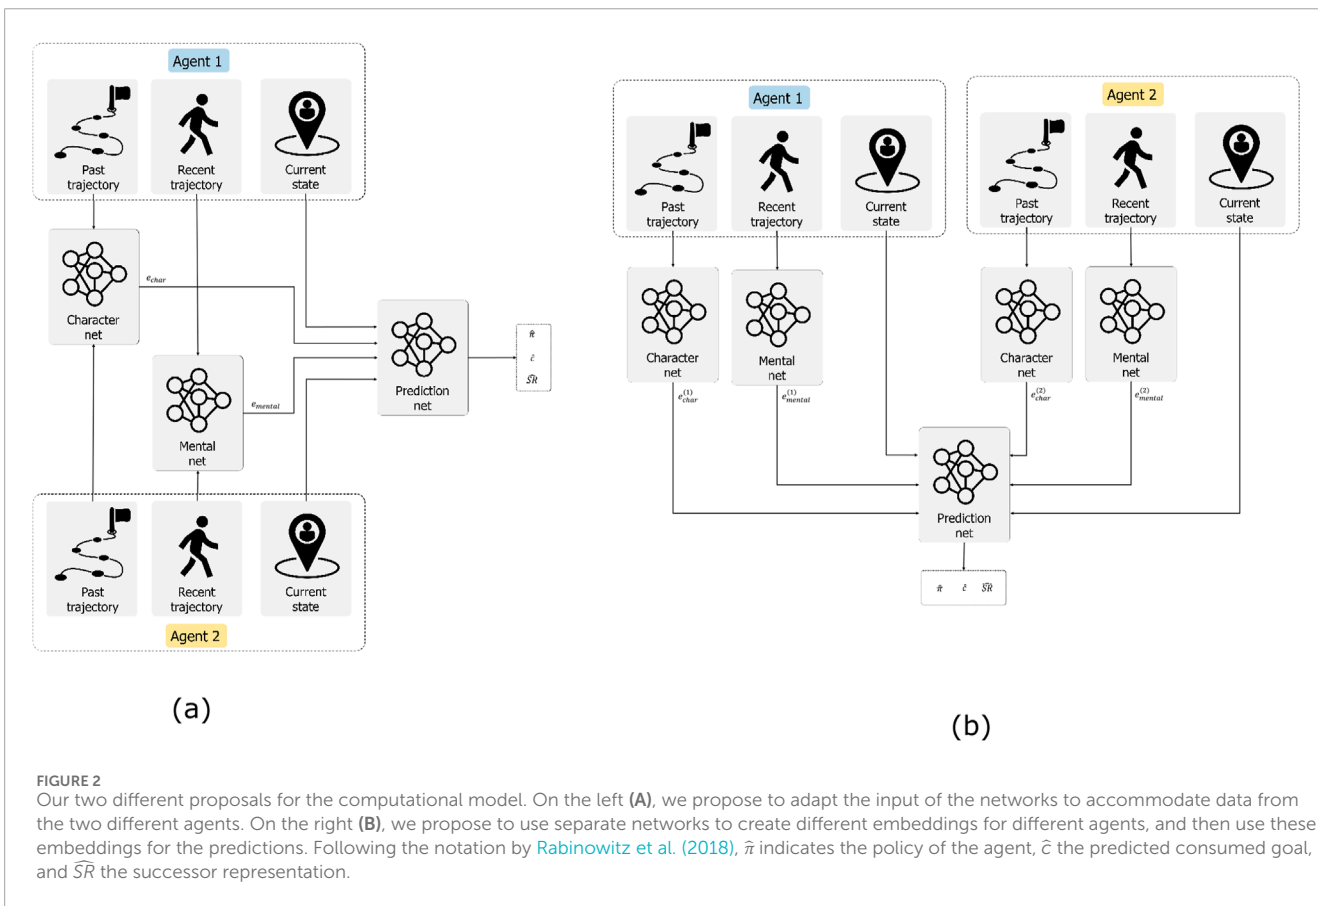 Agent 1
Past
trajectory
Recent
trajectory
Current
state
Character
net
e_char
Mental
net
e_mental
Prediction
net
π̂
ĉ
ŜR
Past
trajectory
Recent
trajectory
Current
state
Agent 2
(a)
Agent 1
Past
trajectory
Recent
trajectory
Current
state
Agent 2
Past
trajectory
Recent
trajectory
Current
state
Character
net
Mental
net
Character
net
Mental
net
e_char^(1)
e_mental^(1)
e_char^(2)
e_mental^(2)
Prediction
net
π̂ ĉ ŜR
(b)
FIGURE 2
Our two different proposals for the computational model. On the left (A), we propose to adapt the input of the networks to accommodate data from
the two different agents. On the right (B), we propose to use separate networks to create different embeddings for different agents, and then use these
embeddings for the predictions. Following the notation by Rabinowitz et al. (2018), π̂ indicates the policy of the agent, ĉ the predicted consumed goal,
and ŜR the successor representation.